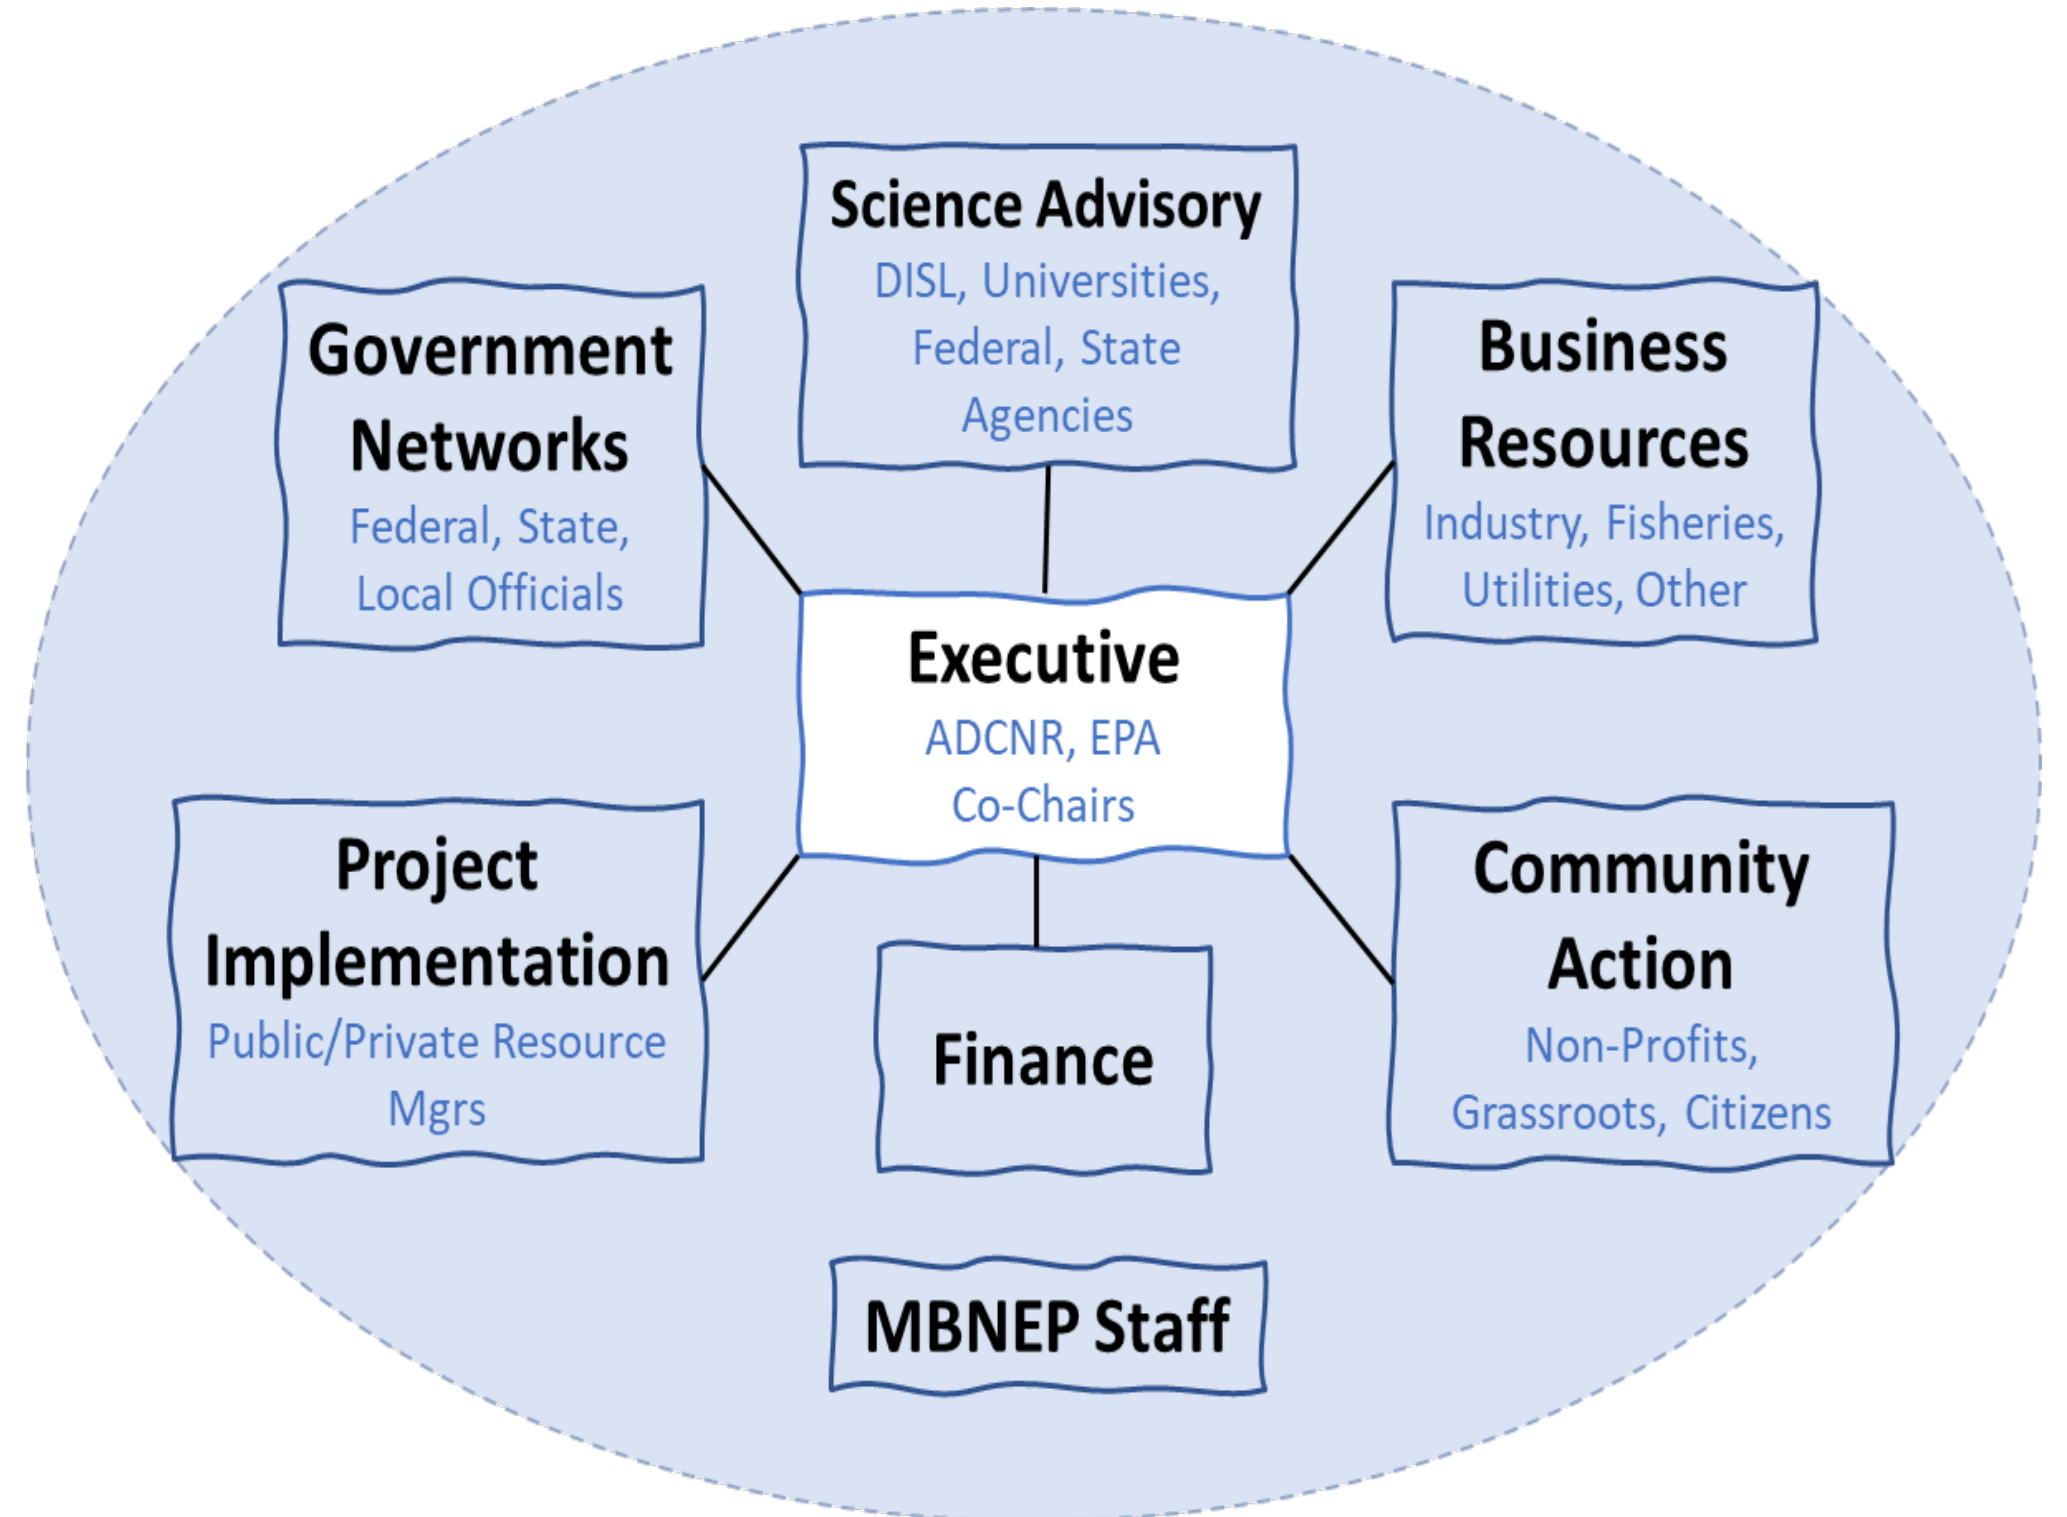 Science Advisory
DISL, Universities,
Federal, State
Agencies
Government
Networks
Federal, State,
Local Officials
Business
Resources
Industry, Fisheries,
Utilities, Other
Executive
ADCNR, EPA
Co-Chairs
Project
Implementation
Public/Private Resource
Mgrs
Finance
Community
Action
Non-Profits,
Grassroots, Citizens
MBNEP Staff